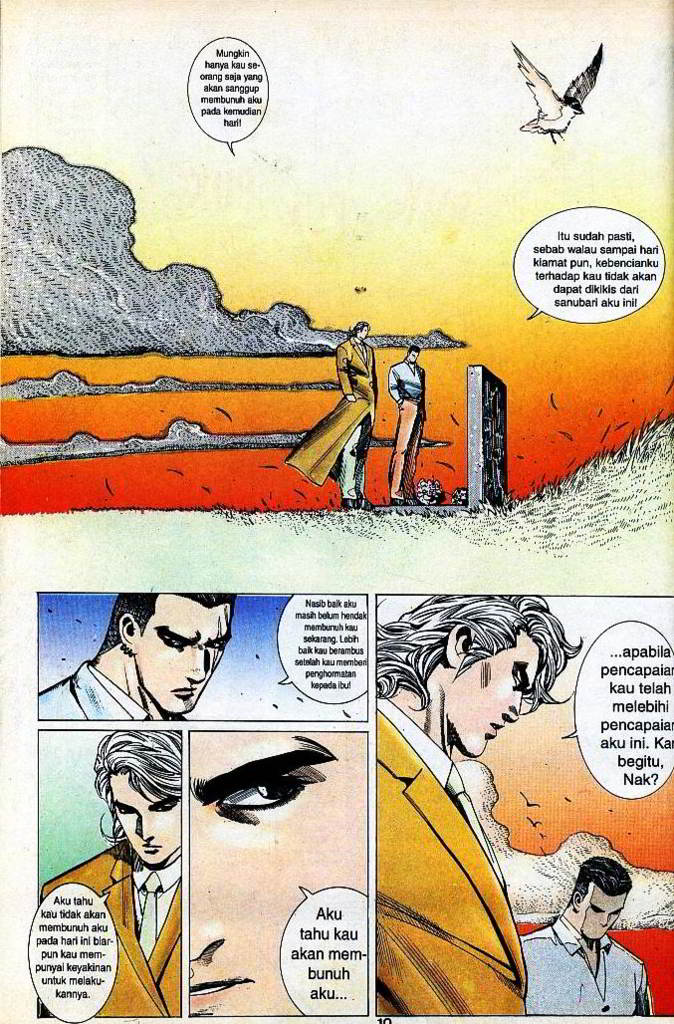 Mungkin
hanya kau se-
orang saja yang
akan sanggup
membunuh aku
pada kemudian
hari!
Itu sudah pasti,
sebab walau sampai hari
kiamat pun, kebencianku
terhadap kau tidak akan
dapat dikikis dari
sanubari aku ini!
Nasib baik aku
masih belum hendak
membunuh kau
sekarang. Lebih
baik kau berambus
setelah kau memberi
penghormatan
kepada ibu!
Aku tahu
kau tidak akan
membunuh aku
pada hari ini biar-
pun kau mem-
punyai keyakinan
untuk melaku-
kannya.
Aku
tahu kau
akan mem-
bunuh
aku...
...apabila
pencapaian
kau telah
melebihi
pencapaian
aku ini. Kan
begitu,
Nak?
10